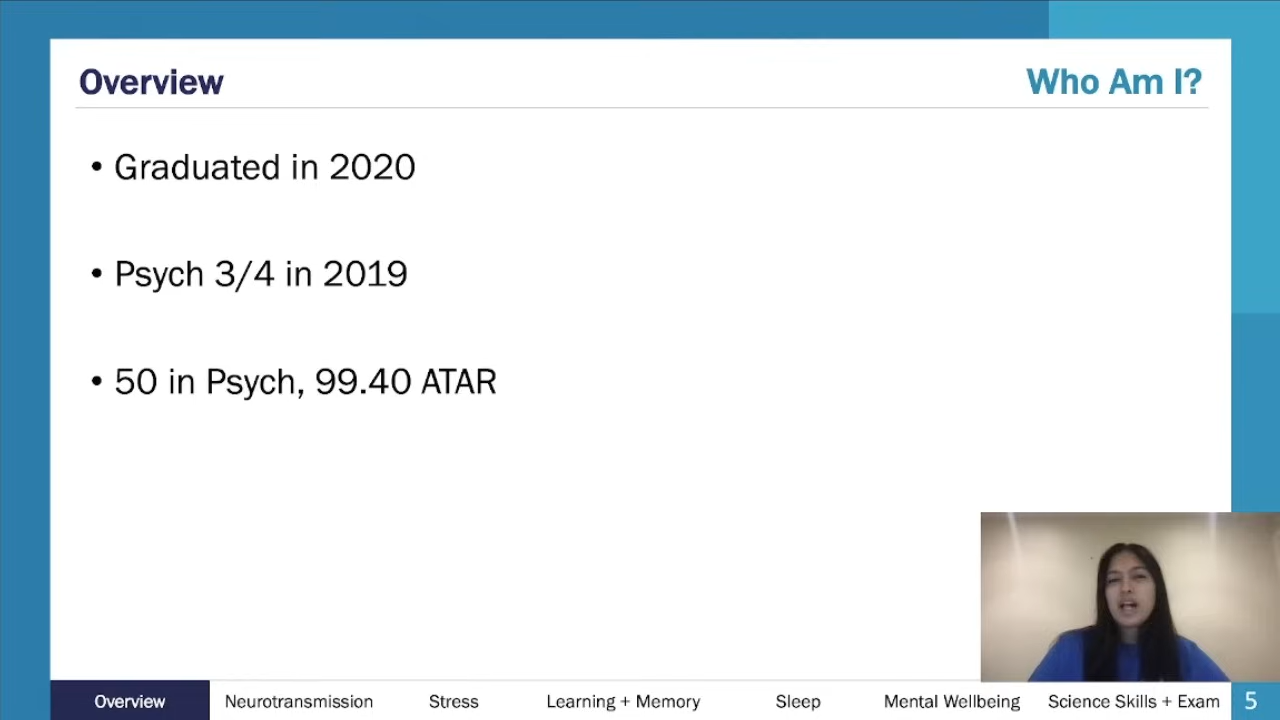 Overview
Who Am I?
• Graduated in 2020
• Psych 3/4 in 2019
• 50 in Psych, 99.40 ATAR
Overview
Neurotransmission
Stress
Learning + Memory
Sleep
Mental Wellbeing
Science Skills + Exam
5